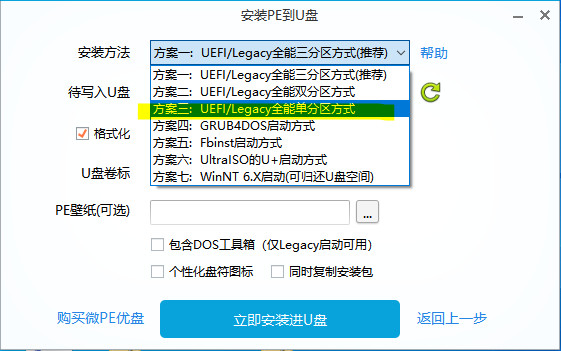 安装PE到U盘
安装方法 方案一：UEFI/Legacy全能三分区方式(推荐) 帮助
方案一：UEFI/Legacy全能三分区方式(推荐)
待写入U盘 方案二：UEFI/Legacy全能双分区方式
方案三：UEFI/Legacy全能单分区方式
格式化 方案四：GRUB4DOS启动方式
方案五：Fbinst启动方式
方案六：UltraISO的U+启动方式
U盘卷标 方案七：WinNT 6.X启动(可归还U盘空间)
PE壁纸(可选) ...
包含DOS工具箱（仅Legacy启动可用）
个性化盘符图标 同时复制安装包
购买微PE优盘 立即安装进U盘 返回上一步